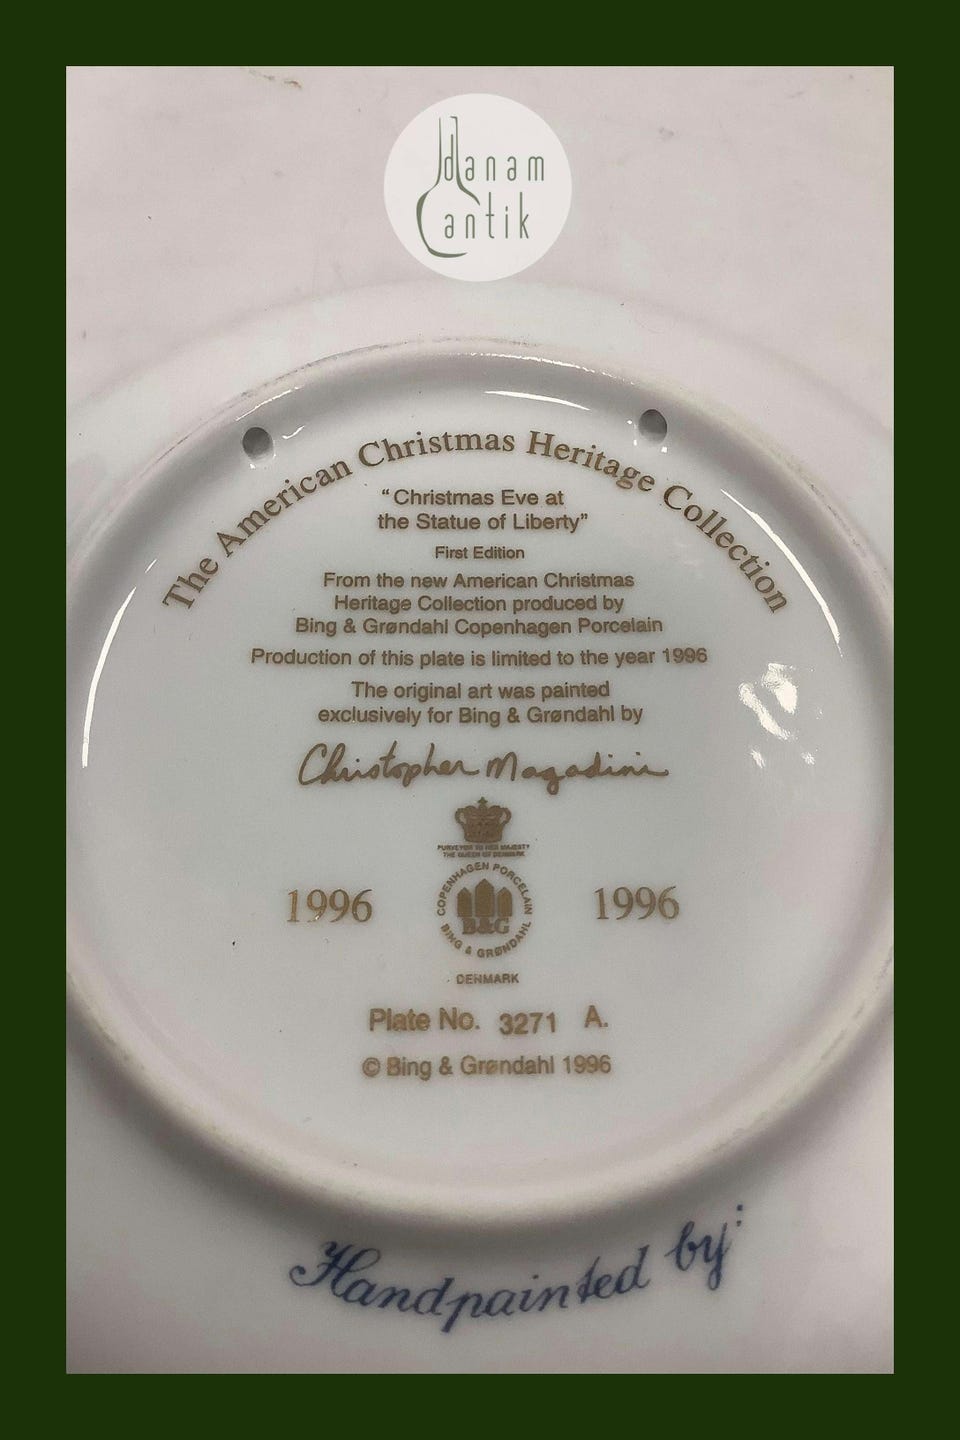 danam
antik
The American Christmas Heritage Collection
“Christmas Eve at
the Statue of Liberty”
First Edition
From the new American Christmas
Heritage Collection produced by
Bing & Grøndahl Copenhagen Porcelain
Production of this plate is limited to the year 1996
The original art was painted
exclusively for Bing & Grøndahl by
Christopher Magadini
PURVEYOR TO HER MAJESTY
THE QUEEN OF DENMARK
COPENHAGEN PORCELAIN
1996 B&G 1996
BING & GRØNDAHL
DENMARK
Plate No. 3271 A.
© Bing & Grøndahl 1996
Handpainted by: